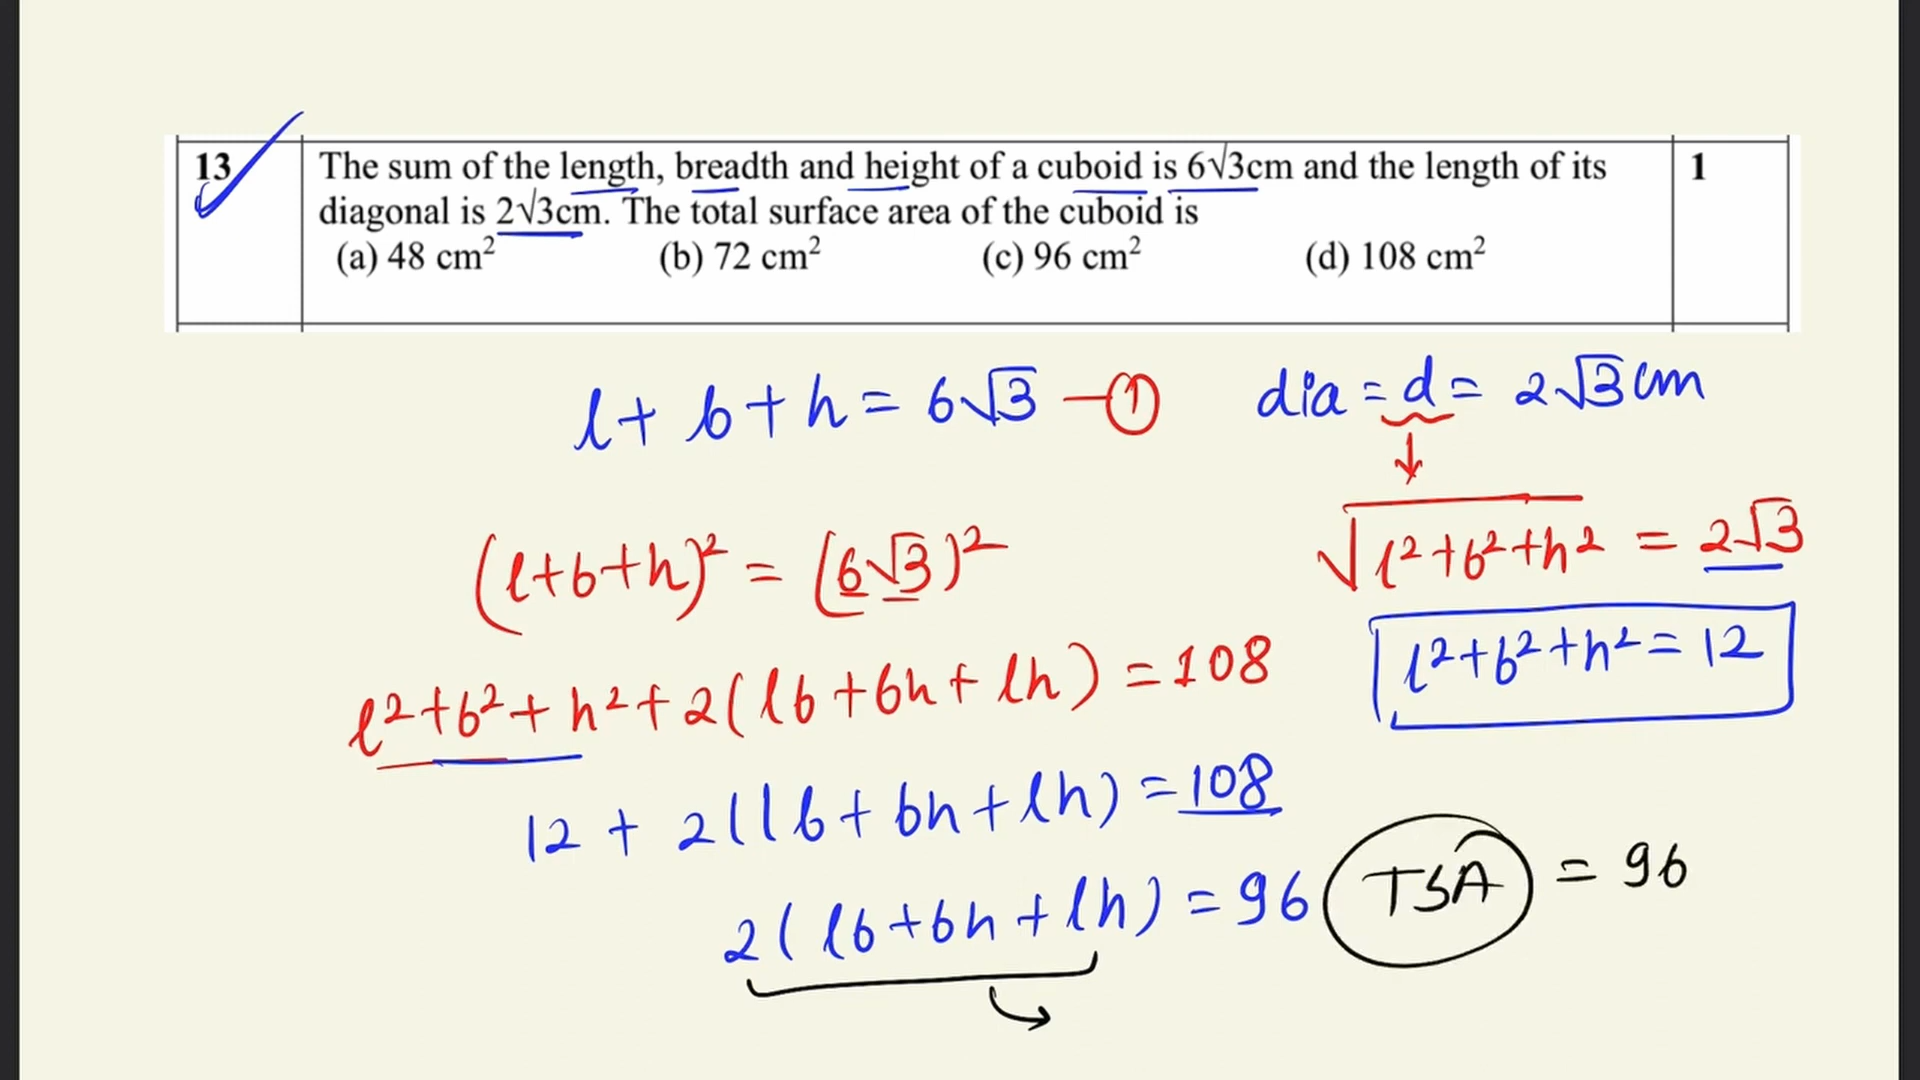 13 The sum of the length, breadth and height of a cuboid is 6√3cm and the length of its 1
diagonal is 2√3cm. The total surface area of the cuboid is
(a) 48 cm² (b) 72 cm² (c) 96 cm² (d) 108 cm²
l + b + h = 6√3 —①
dia = d = 2√3 cm
√l²+b²+h² = 2√3
l²+b²+h² = 12
(l+b+h)² = (6√3)²
l²+b²+h²+2(lb+bh+lh) = 108
12 + 2(lb+bh+lh) = 108
2(lb+bh+lh) = 96
TSA = 96